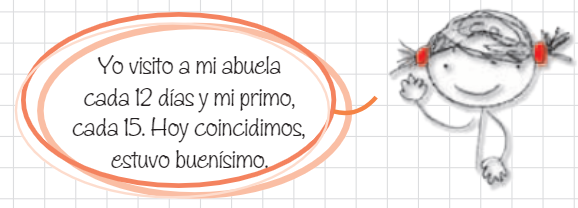 Yo visito a mi abuela
cada 12 días y mi primo,
cada 15. Hoy coincidimos,
estuvo buenísimo.